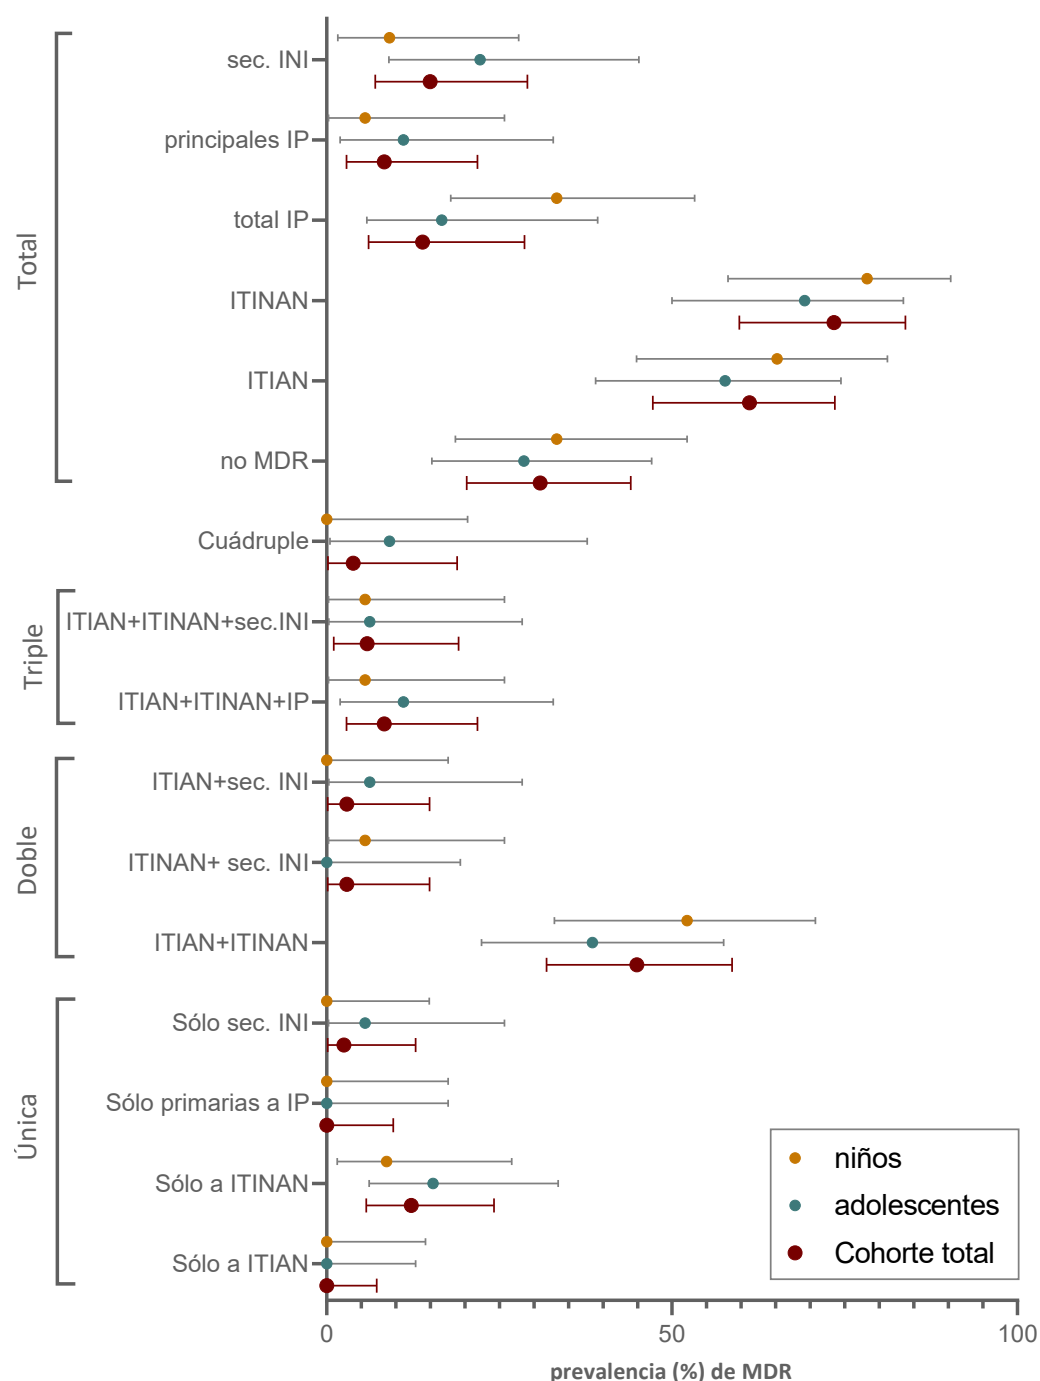 Total
sec. INI
principales IP
total IP
ITINAN
ITIAN
no MDR
Cuádruple
Triple
ITIAN+ITINAN+sec.INI
ITIAN+ITINAN+IP
Doble
ITIAN+sec. INI
ITINAN+ sec. INI
ITIAN+ITINAN
Única
Sólo sec. INI
Sólo primarias a IP
Sólo a ITINAN
Sólo a ITIAN
niños
adolescentes
Cohorte total
0 50 100
prevalencia (%) de MDR